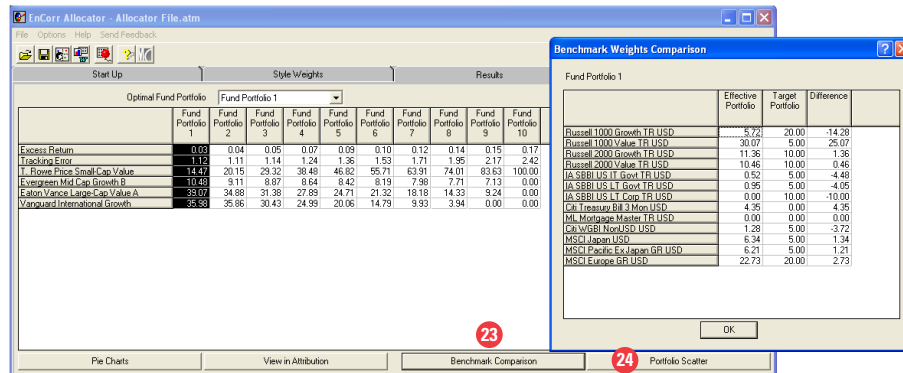 EnCorr Allocator - Allocator File.atm
File Options Help Send Feedback
Start Up Style Weights Results
Optimal Fund Portfolio Fund Portfolio 1
Fund Portfolio 1 Fund Portfolio 2 Fund Portfolio 3 Fund Portfolio 4 Fund Portfolio 5 Fund Portfolio 6 Fund Portfolio 7 Fund Portfolio 8 Fund Portfolio 9 Fund Portfolio 10
Excess Return 0.03 0.04 0.05 0.07 0.09 0.10 0.12 0.14 0.15 0.17
Tracking Error 1.12 1.11 1.14 1.24 1.36 1.53 1.71 1.95 2.17 2.42
T. Rowe Price Small-Cap Value 14.47 20.15 29.32 38.48 46.82 55.71 63.91 74.01 83.63 100.00
Evergreen Mid Cap Growth B 10.48 9.11 8.87 8.64 8.42 8.19 7.98 7.71 7.13 0.00
Eaton Vance Large-Cap Value A 39.07 34.88 31.38 27.89 24.71 21.32 18.18 14.33 9.24 0.00
Vanguard International Growth 35.98 35.86 30.43 24.99 20.06 14.79 9.93 3.94 0.00 0.00
23
Pie Charts View in Attribution Benchmark Comparison 24 Portfolio Scatter
Benchmark Weights Comparison
Fund Portfolio 1
Effective Portfolio Target Portfolio Difference
Russell 1000 Growth TR USD 5.72 20.00 -14.28
Russell 1000 Value TR USD 30.07 5.00 25.07
Russell 2000 Growth TR USD 11.36 10.00 1.36
Russell 2000 Value TR USD 10.46 10.00 0.46
IA SBBI US IT Govt TR USD 0.52 5.00 -4.48
IA SBBI US LT Govt TR USD 0.95 5.00 -4.05
IA SBBI US LT Corp TR USD 0.00 10.00 -10.00
Citi Treasury Bill 3 Mon USD 4.35 0.00 4.35
ML Mortgage Master TR USD 0.00 0.00 0.00
Citi WGBI NonUSD USD 1.28 5.00 -3.72
MSCI Japan USD 6.34 5.00 1.34
MSCI Pacific Ex Japan GR USD 6.21 5.00 1.21
MSCI Europe GR USD 22.73 20.00 2.73
OK